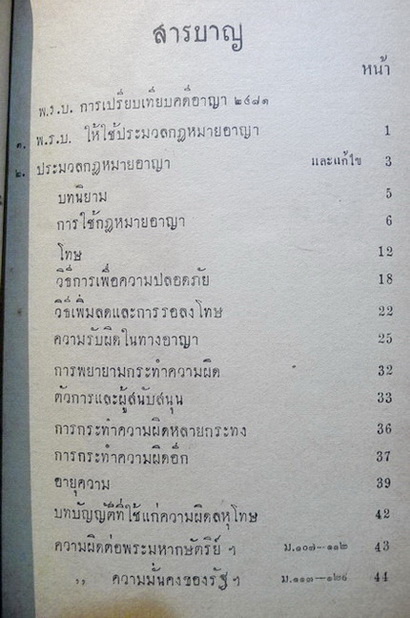 สารบาญ
หน้า
พ.ร.บ. การเปรียบเทียบคดีอาญา ๒๔๘๑
๑. พ.ร.บ. ให้ใช้ประมวลกฎหมายอาญา 1
๒. ประมวลกฎหมายอาญา และแก้ไข 3
บทนิยาม 5
การใช้กฎหมายอาญา 6
โทษ 12
วิธีการเพื่อความปลอดภัย 18
วิธีเพิ่มลดและการรอลงโทษ 22
ความรับผิดในทางอาญา 25
การพยายามกระทำความผิด 32
ตัวการและผู้สนับสนุน 33
การกระทำความผิดหลายกระทง 36
การกระทำความผิดอีก 37
อายุความ 39
บทบัญญัติที่ใช้แก่ความผิดลหุโทษ 42
ความผิดต่อพระมหากษัตริย์ ฯ ม.๑๐๗-๑๑๒ 43
,, ความมั่นคงของรัฐ ฯ ม.๑๑๓-๑๒๙ 44